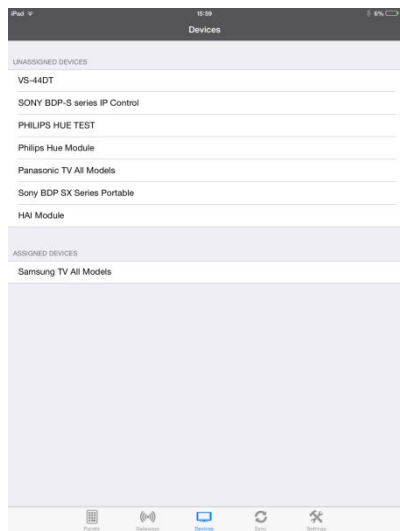 iPad
15:59
6%
Devices
UNASSIGNED DEVICES
VS-44DT
SONY BDP-S series IP Control
PHILIPS HUE TEST
Philips Hue Module
Panasonic TV All Models
Sony BDP SX Series Portable
HAI Module
ASSIGNED DEVICES
Samsung TV All Models
Panels Gateways Devices Sync Settings